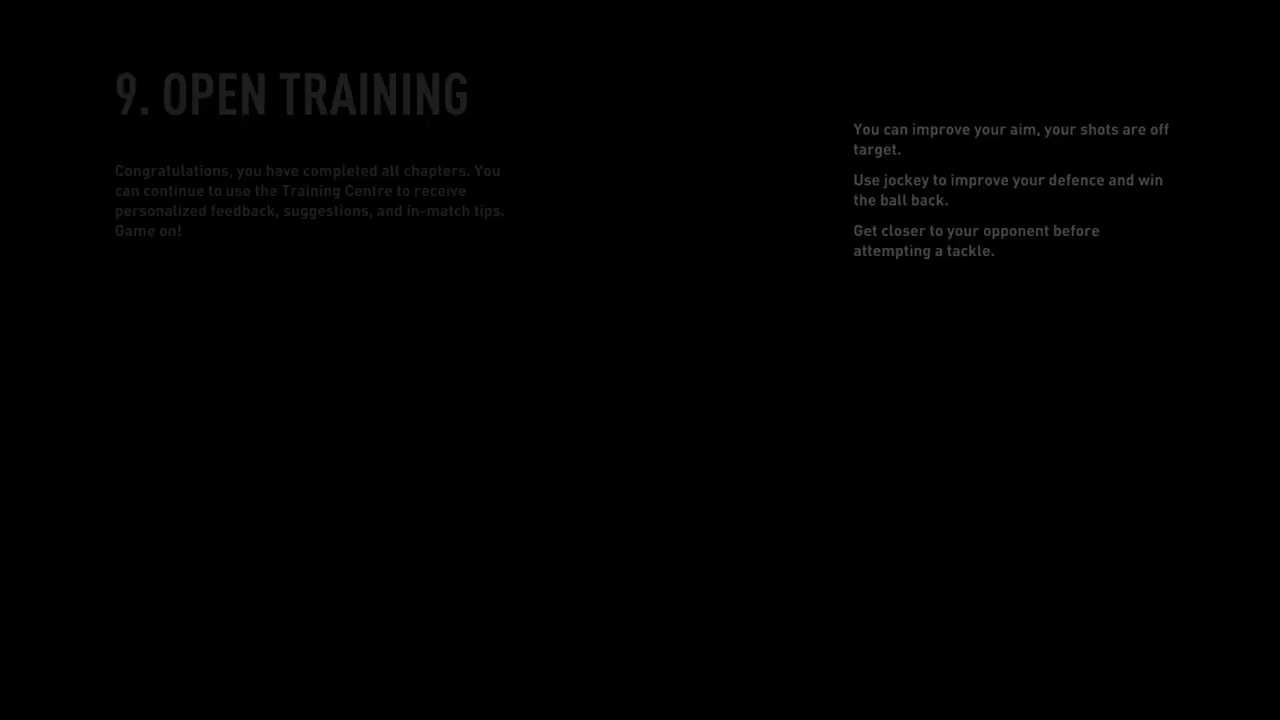 9. OPEN TRAINING
Congratulations, you have completed all chapters. You
can continue to use the Training Centre to receive
personalized feedback, suggestions, and in-match tips.
Game on!
You can improve your aim, your shots are off
target.
Use jockey to improve your defence and win
the ball back.
Get closer to your opponent before
attempting a tackle.